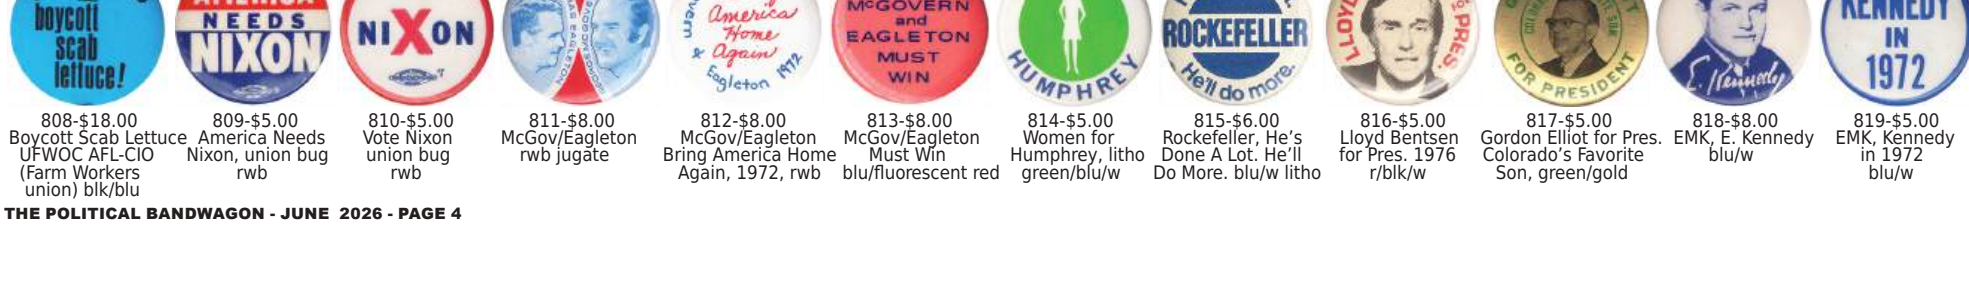 boycott
scab
lettuce!
AMERICA
NEEDS
NIXON
NIXON
EAGLETON
America
Home
Again
&
Eagleton 1972
McGOVERN
and
EAGLETON
MUST
WIN
HUMPHREY
ROCKEFELLER
He'll do more.
LLOYD
PRES.
FOR PRESIDENT
E. Kennedy
KENNEDY
IN
1972
808-$18.00
Boycott Scab Lettuce
UFWOC AFL-CIO
(Farm Workers
union) blk/blu
809-$5.00
America Needs
Nixon, union bug
rwb
810-$5.00
Vote Nixon
union bug
rwb
811-$8.00
McGov/Eagleton
rwb jugate
812-$8.00
McGov/Eagleton
Bring America Home
Again, 1972, rwb
813-$8.00
McGov/Eagleton
Must Win
blu/fluorescent red
814-$5.00
Women for
Humphrey, litho
green/blu/w
815-$6.00
Rockefeller, He's
Done A Lot. He'll
Do More. blu/w litho
816-$5.00
Lloyd Bentsen
for Pres. 1976
r/blk/w
817-$5.00
Gordon Elliot for Pres.
Colorado's Favorite
Son, green/gold
818-$8.00
EMK, E. Kennedy
blu/w
819-$5.00
EMK, Kennedy
in 1972
blu/w
THE POLITICAL BANDWAGON - JUNE 2026 - PAGE 4